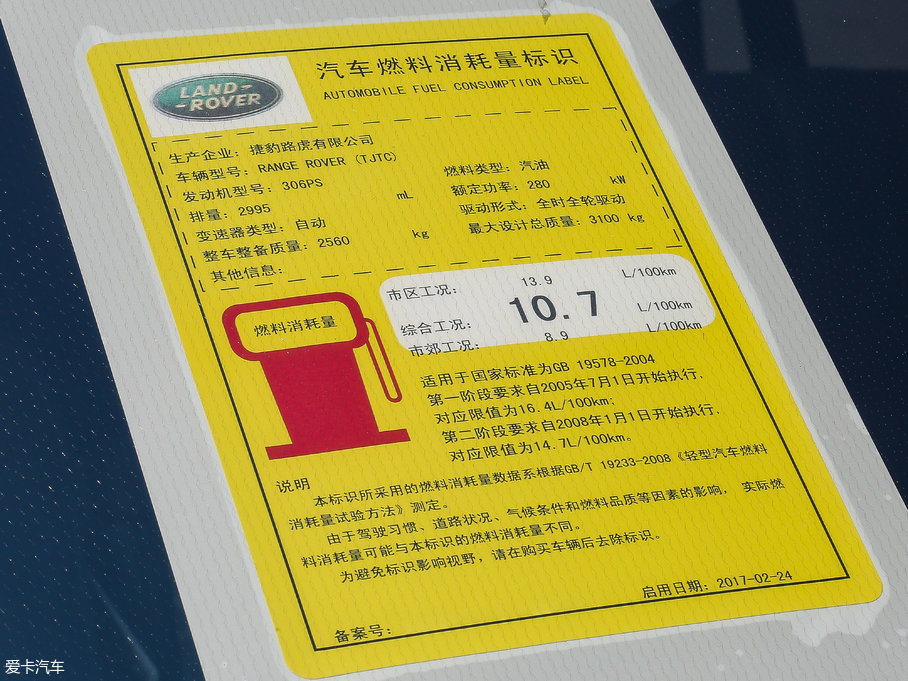 LAND-
-ROVER
汽车燃料消耗量标识
AUTOMOBILE FUEL CONSUMPTION LABEL
生产企业：捷豹路虎有限公司
车辆型号：RANGE ROVER (TJTC)
发动机型号：306PS 燃料类型：汽油
排量：2995 mL 额定功率：280 kW
变速器类型：自动 驱动形式：全时全轮驱动
整车整备质量：2560 kg 最大设计总质量：3100 kg
其他信息：
燃料消耗量
市区工况： 13.9 L/100km
综合工况： 10.7 L/100km
市郊工况： 8.9 L/100km
适用于国家标准为GB 19578-2004
第一阶段要求自2005年7月1日开始执行，
对应限值为16.4L/100km；
第二阶段要求自2008年1月1日开始执行，
对应限值为14.7L/100km。
说明
本标识所采用的燃料消耗量数据系根据GB/T 19233-2008《轻型汽车燃料
消耗量试验方法》测定。
由于驾驶习惯、道路状况、气候条件和燃料品质等因素的影响，实际燃
料消耗量可能与本标识的燃料消耗量不同。
为避免标识影响视野，请在购买车辆后去除标识。
启用日期：2017-02-24
备案号：
爱卡汽车